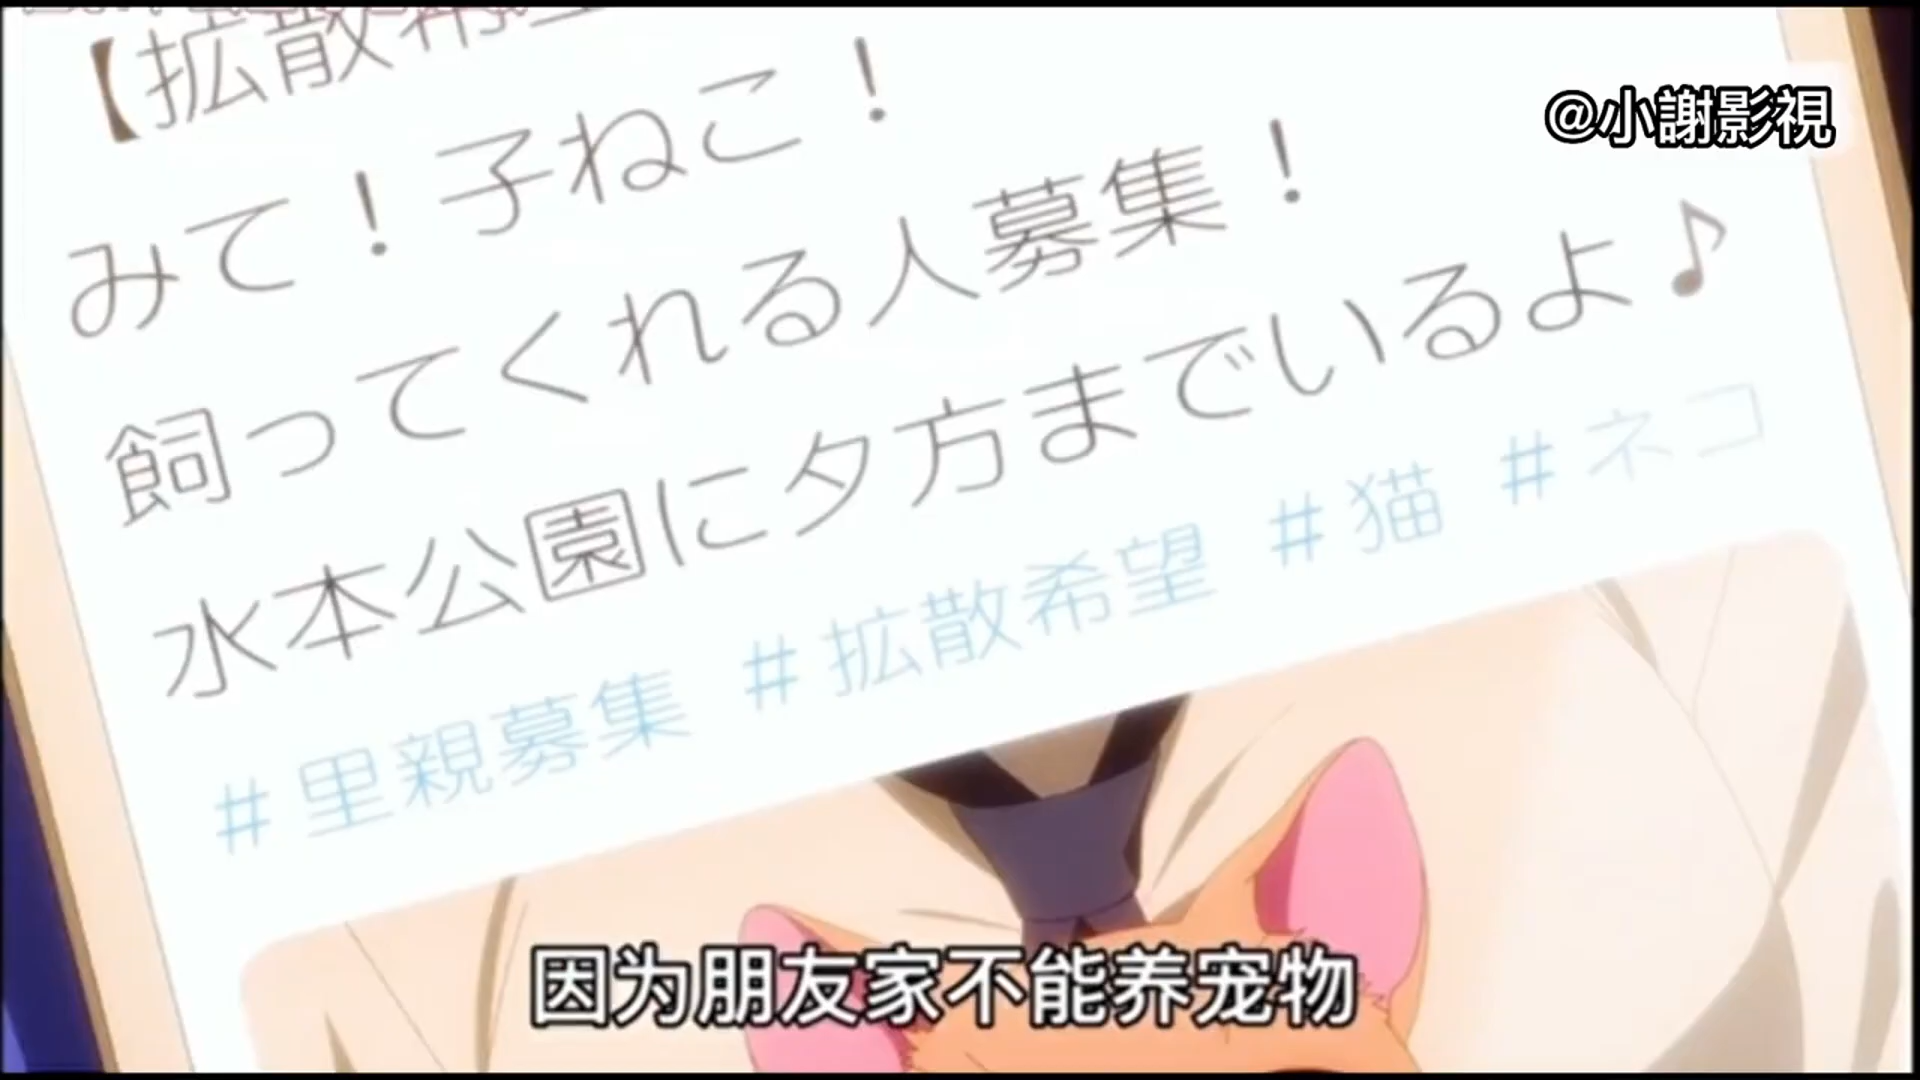 【拡散希望
@小謝影視
みて！子ねこ！
飼ってくれる人募集！
水本公園に夕方までいるよ♪
#里親募集 #拡散希望 #猫 #ネコ
因为朋友家不能养宠物